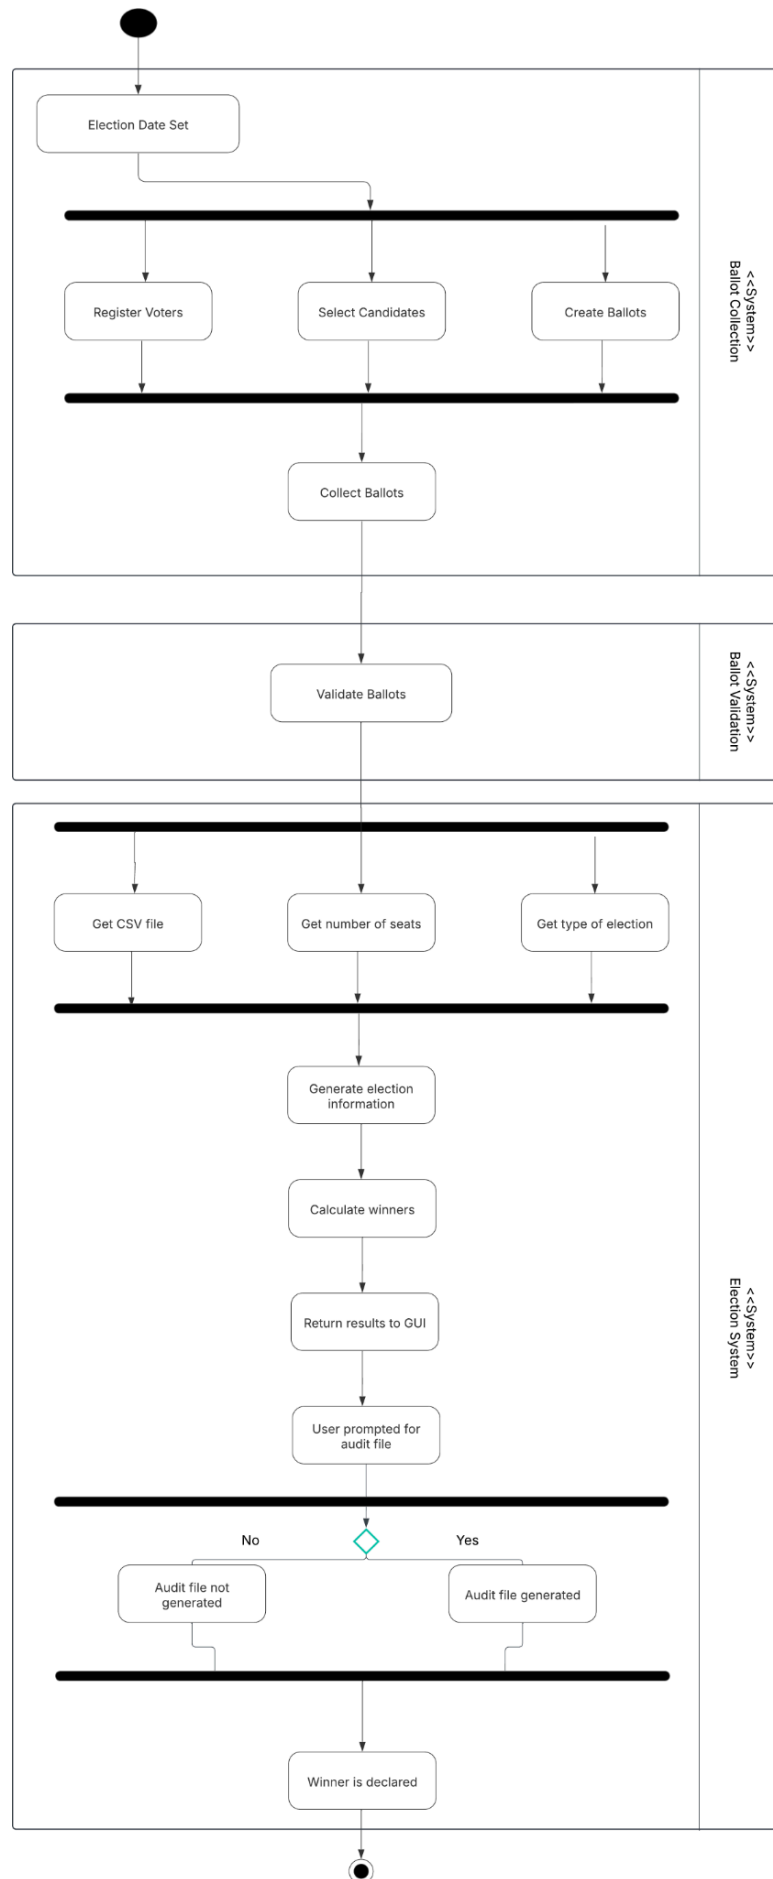 Election Date Set
Register Voters
Select Candidates
Create Ballots
<<System>>
Ballot Collection
Collect Ballots
Validate Ballots
<<System>>
Ballot Validation
Get CSV file
Get number of seats
Get type of election
Generate election
information
Calculate winners
Return results to GUI
<<System>>
Election System
User prompted for
audit file
No
Yes
Audit file not
generated
Audit file generated
Winner is declared